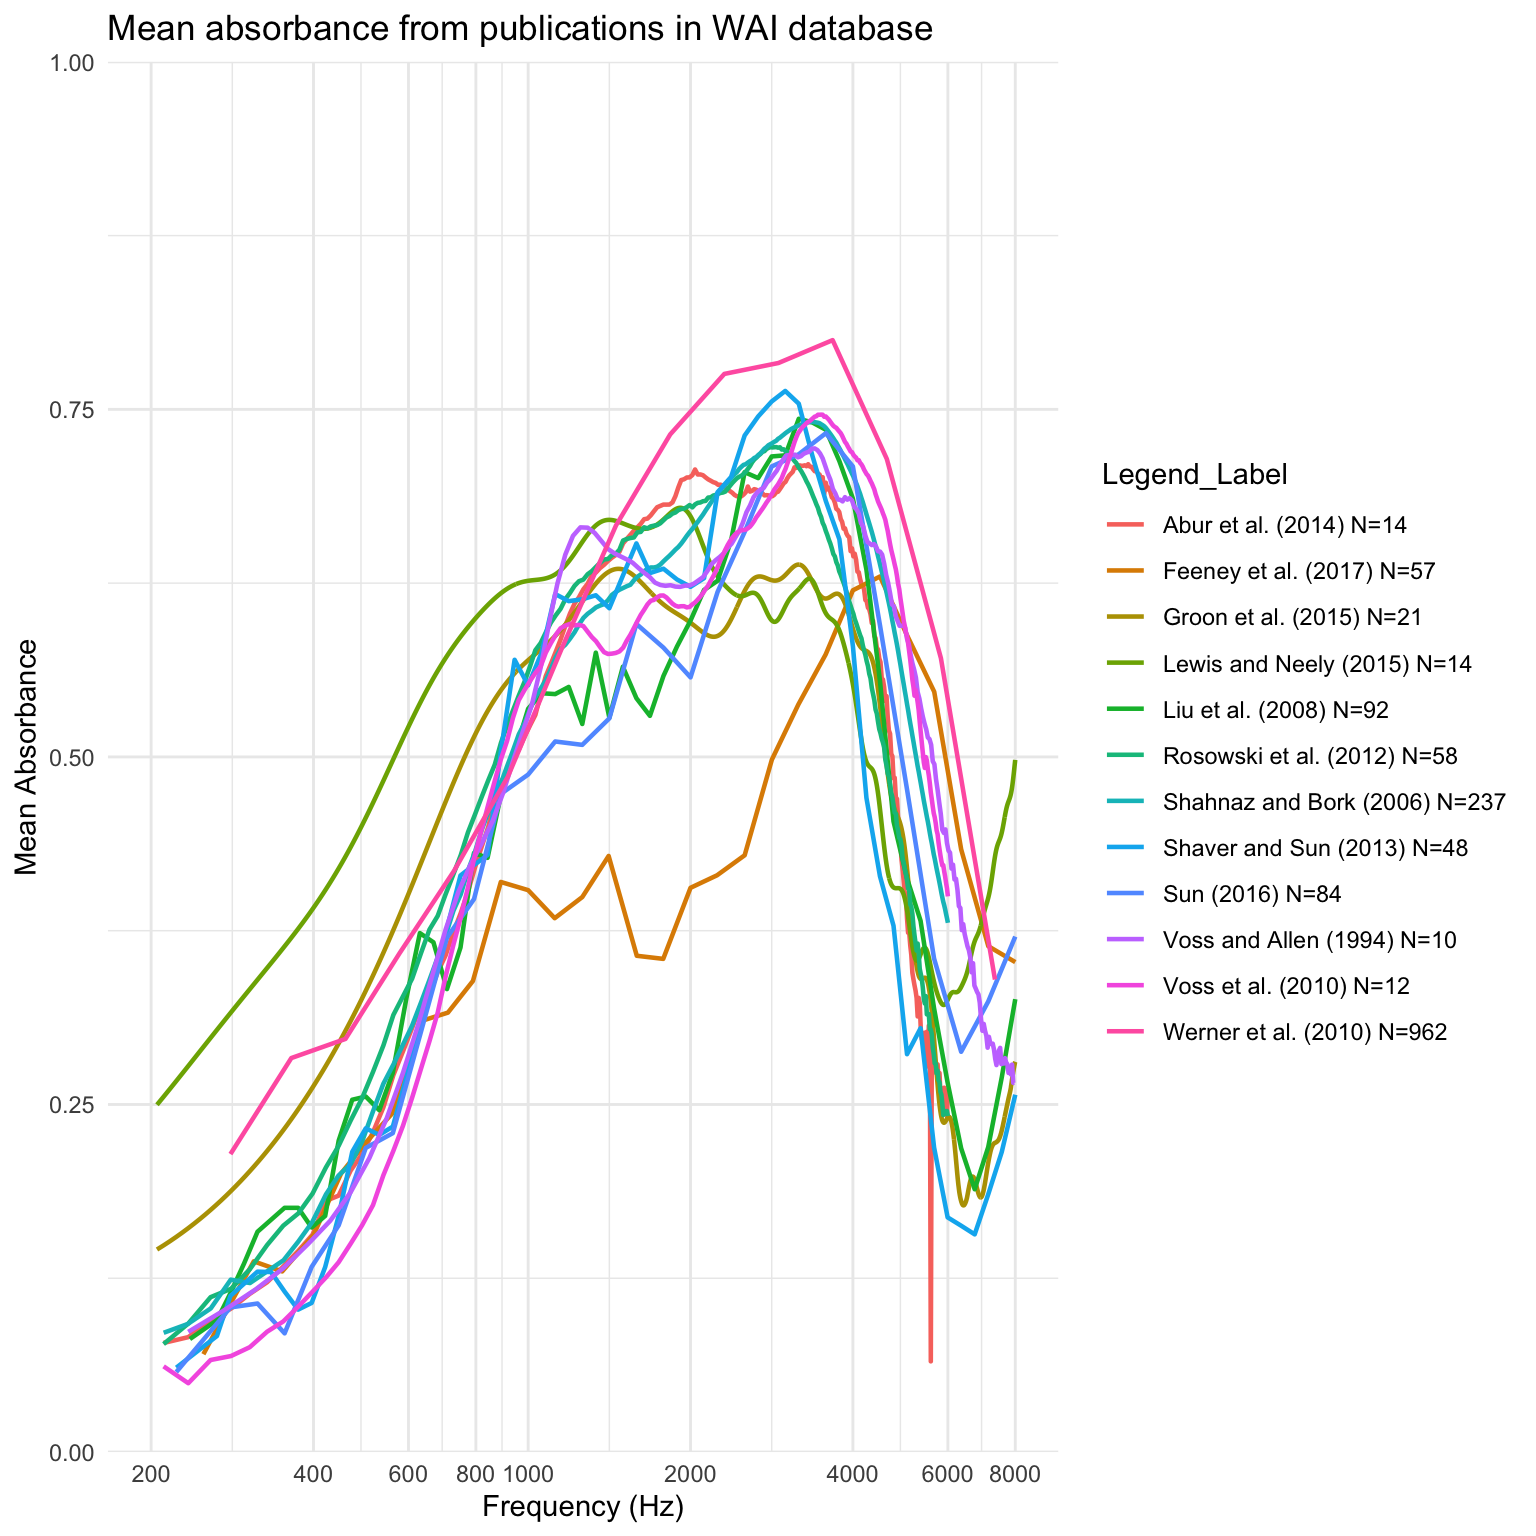 Mean absorbance from publications in WAI database
1.00
0.75
0.50
0.25
0.00
Mean Absorbance
200 400 600 800 1000 2000 4000 6000 8000
Frequency (Hz)
Legend_Label
Abur et al. (2014) N=14
Feeney et al. (2017) N=57
Groon et al. (2015) N=21
Lewis and Neely (2015) N=14
Liu et al. (2008) N=92
Rosowski et al. (2012) N=58
Shahnaz and Bork (2006) N=237
Shaver and Sun (2013) N=48
Sun (2016) N=84
Voss and Allen (1994) N=10
Voss et al. (2010) N=12
Werner et al. (2010) N=962